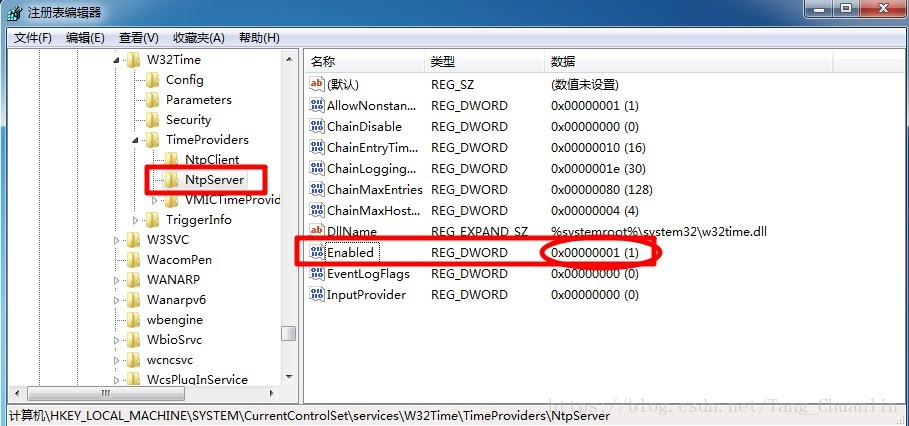 注册表编辑器
文件(F) 编辑(E) 查看(V) 收藏夹(A) 帮助(H)
W32Time
Config
Parameters
Security
TimeProviders
NtpClient
NtpServer
VMICTimeProvid
TriggerInfo
W3SVC
WacomPen
WANARP
Wanarpv6
wbengine
WbioSrvc
wcncsvc
WcsPlugInService
名称 类型 数据
(默认) REG_SZ (数值未设置)
AllowNonstan... REG_DWORD 0x00000001 (1)
ChainDisable REG_DWORD 0x00000000 (0)
ChainEntryTim... REG_DWORD 0x00000010 (16)
ChainLogging... REG_DWORD 0x0000001e (30)
ChainMaxEntries REG_DWORD 0x00000080 (128)
ChainMaxHost... REG_DWORD 0x00000004 (4)
DllName REG_EXPAND_SZ %systemroot%\system32\w32time.dll
Enabled REG_DWORD 0x00000001 (1)
EventLogFlags REG_DWORD 0x00000000 (0)
InputProvider REG_DWORD 0x00000000 (0)
https://blog.csdn.net/Tang_Chuanlin
计算机\HKEY_LOCAL_MACHINE\SYSTEM\CurrentControlSet\services\W32Time\TimeProviders\NtpServer